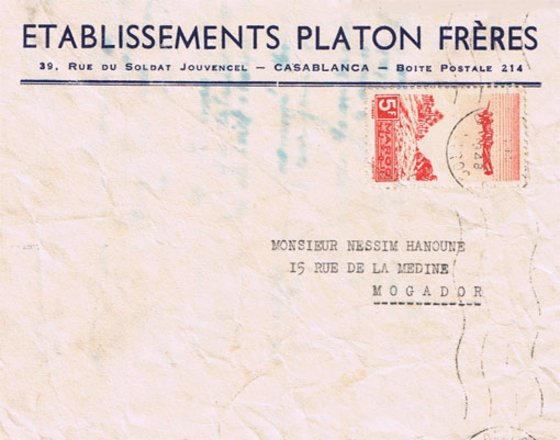 ETABLISSEMENTS PLATON FRÈRES
39, RUE DU SOLDAT JOUVENCEL — CASABLANCA — BOITE POSTALE 214
5F
MAROC
MONSIEUR NESSIM HANOUNE
15 RUE DE LA MEDINE
MOGADOR